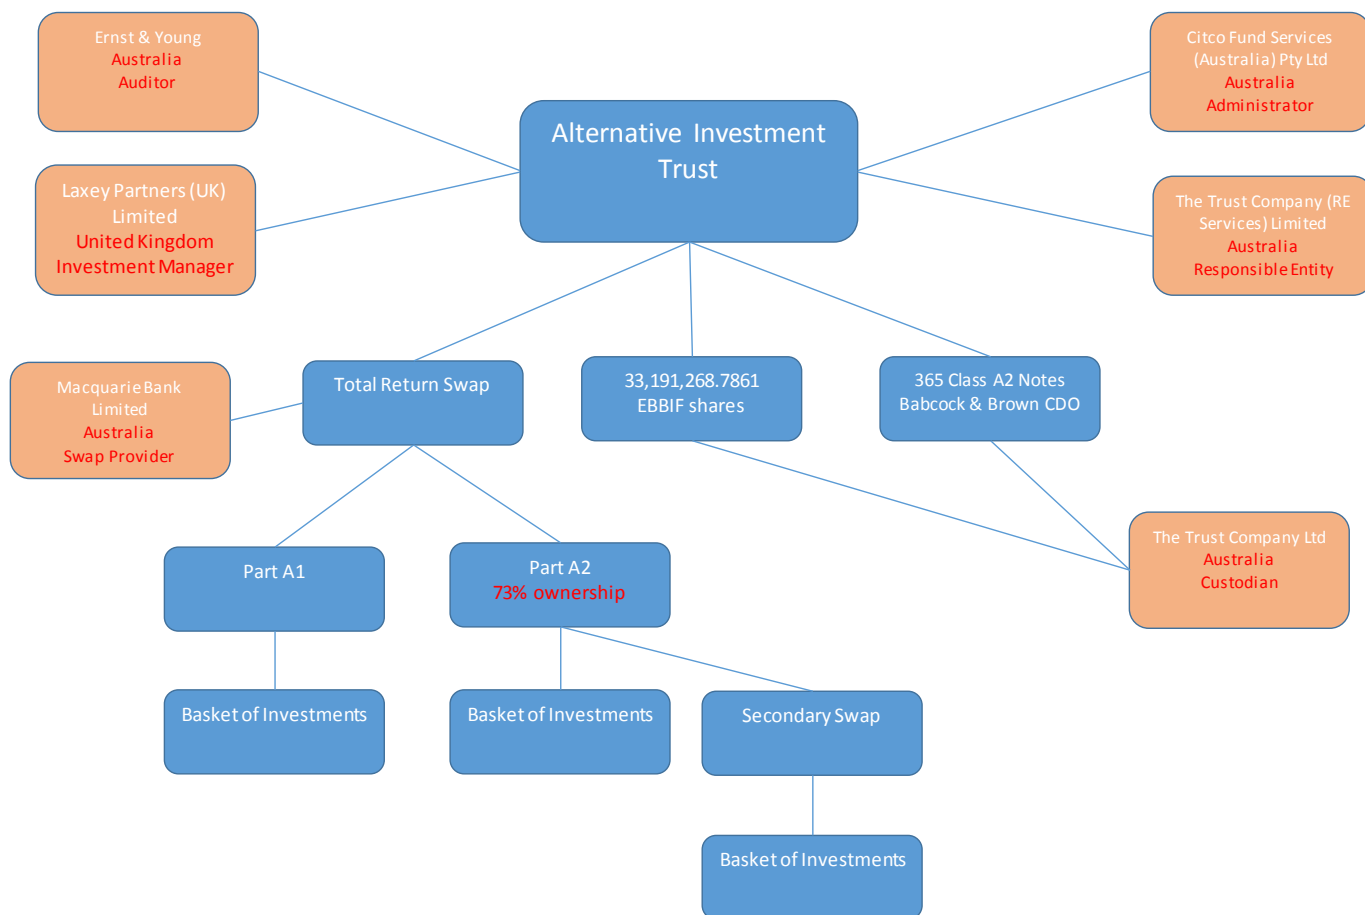 Ernst & Young
Australia
Auditor
Citco Fund Services
(Australia) Pty Ltd
Australia
Administrator
Alternative Investment
Trust
Laxey Partners (UK)
Limited
United Kingdom
Investment Manager
The Trust Company (RE
Services) Limited
Australia
Responsible Entity
Macquarie Bank
Limited
Australia
Swap Provider
Total Return Swap
33,191,268.7861
EBBIF shares
365 Class A2 Notes
Babcock & Brown CDO
Part A1
Part A2
73% ownership
The Trust Company Ltd
Australia
Custodian
Basket of Investments
Basket of Investments
Secondary Swap
Basket of Investments